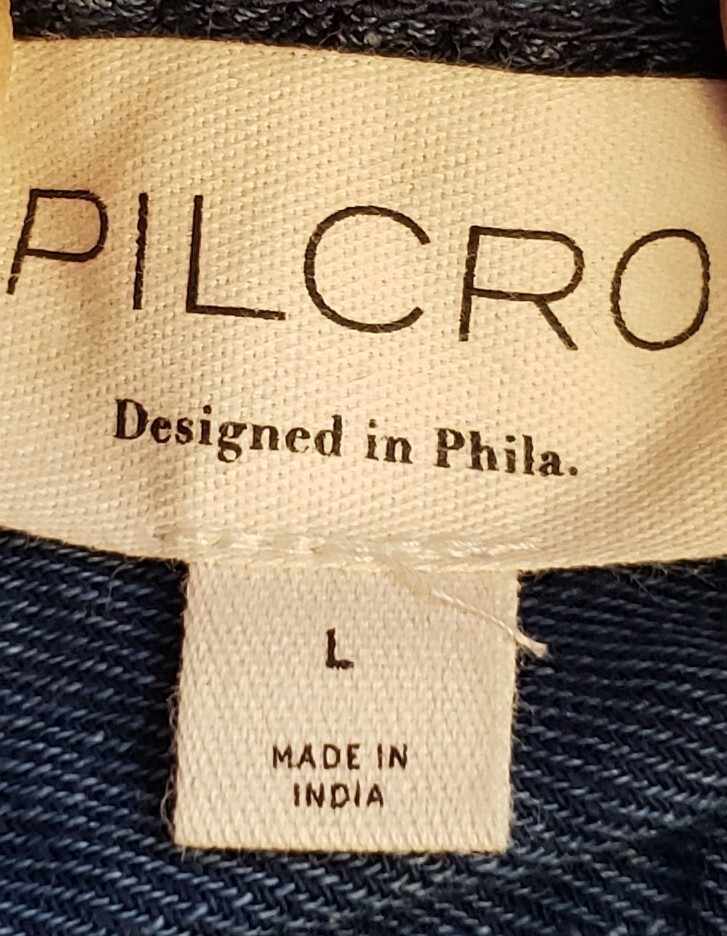 PILCRO
Designed in Phila.
L
MADE IN
INDIA